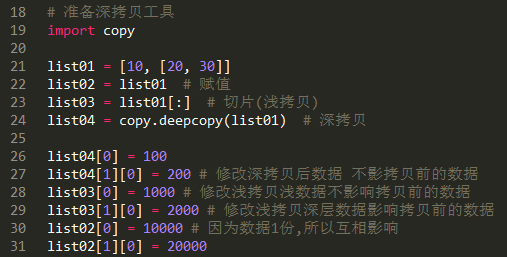 18 # 准备深拷贝工具
19 import copy
20
21 list01 = [10, [20, 30]]
22 list02 = list01 # 赋值
23 list03 = list01[:] # 切片(浅拷贝)
24 list04 = copy.deepcopy(list01) # 深拷贝
25
26 list04[0] = 100
27 list04[1][0] = 200 # 修改深拷贝后数据 不影拷贝前的数据
28 list03[0] = 1000 # 修改浅拷贝浅数据不影响拷贝前的数据
29 list03[1][0] = 2000 # 修改浅拷贝深层数据影响拷贝前的数据
30 list02[0] = 10000 # 因为数据1份,所以互相影响
31 list02[1][0] = 20000